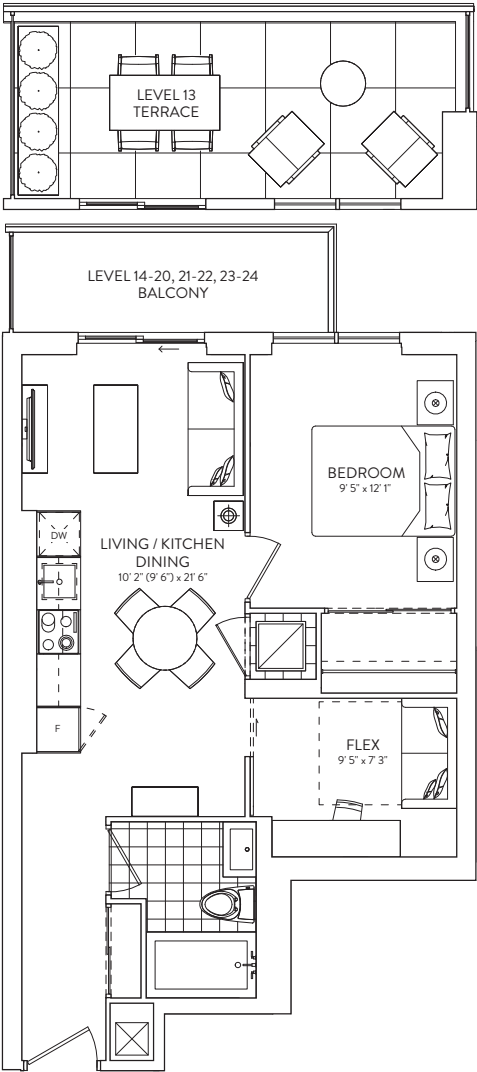 LEVEL 13
TERRACE
LEVEL 14-20, 21-22, 23-24
BALCONY
BEDROOM
9' 5" x 12' 1"
DW
LIVING / KITCHEN
DINING
10' 2" (9' 6") x 21' 6"
F
FLEX
9' 5" x 7' 3"